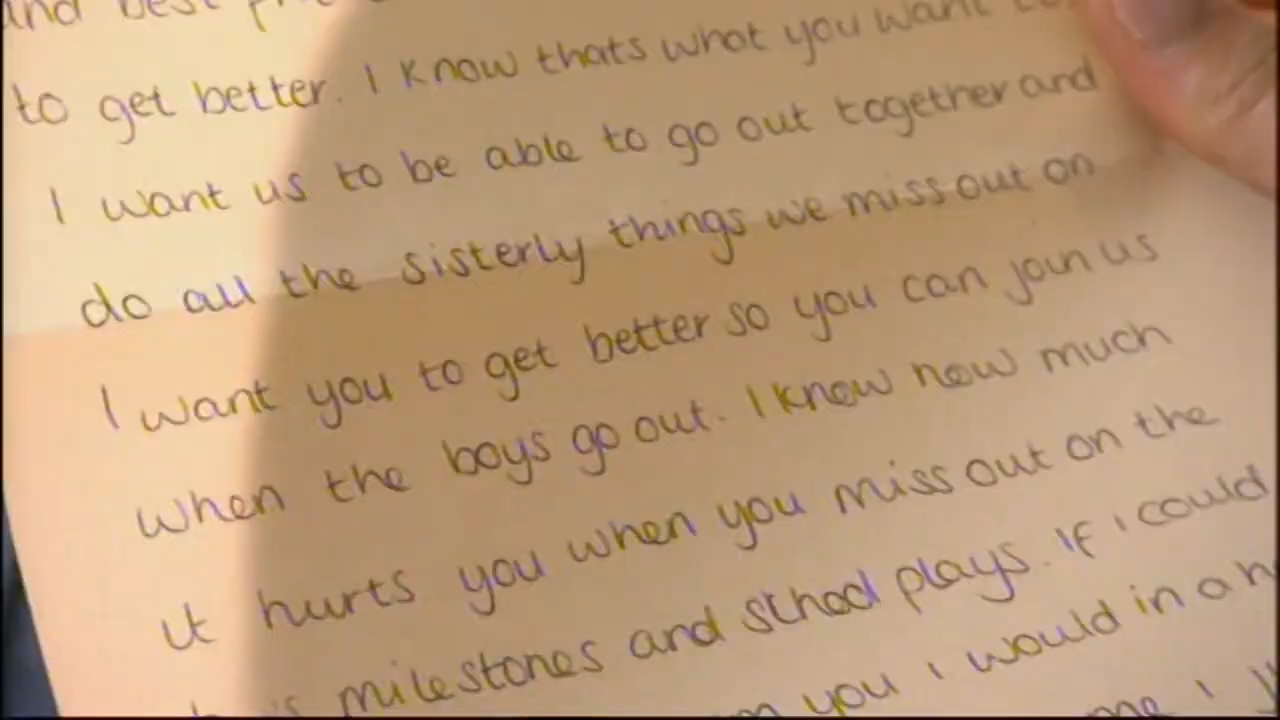 and best
to get better. I know thats what you want
I want us to be able to go out together and
do all the sisterly things we miss out on
I want you to get better so you can join us
when the boys go out. I know how much
it hurts you when you miss out on the
milestones and school plays. If I could
you I would in a
me I